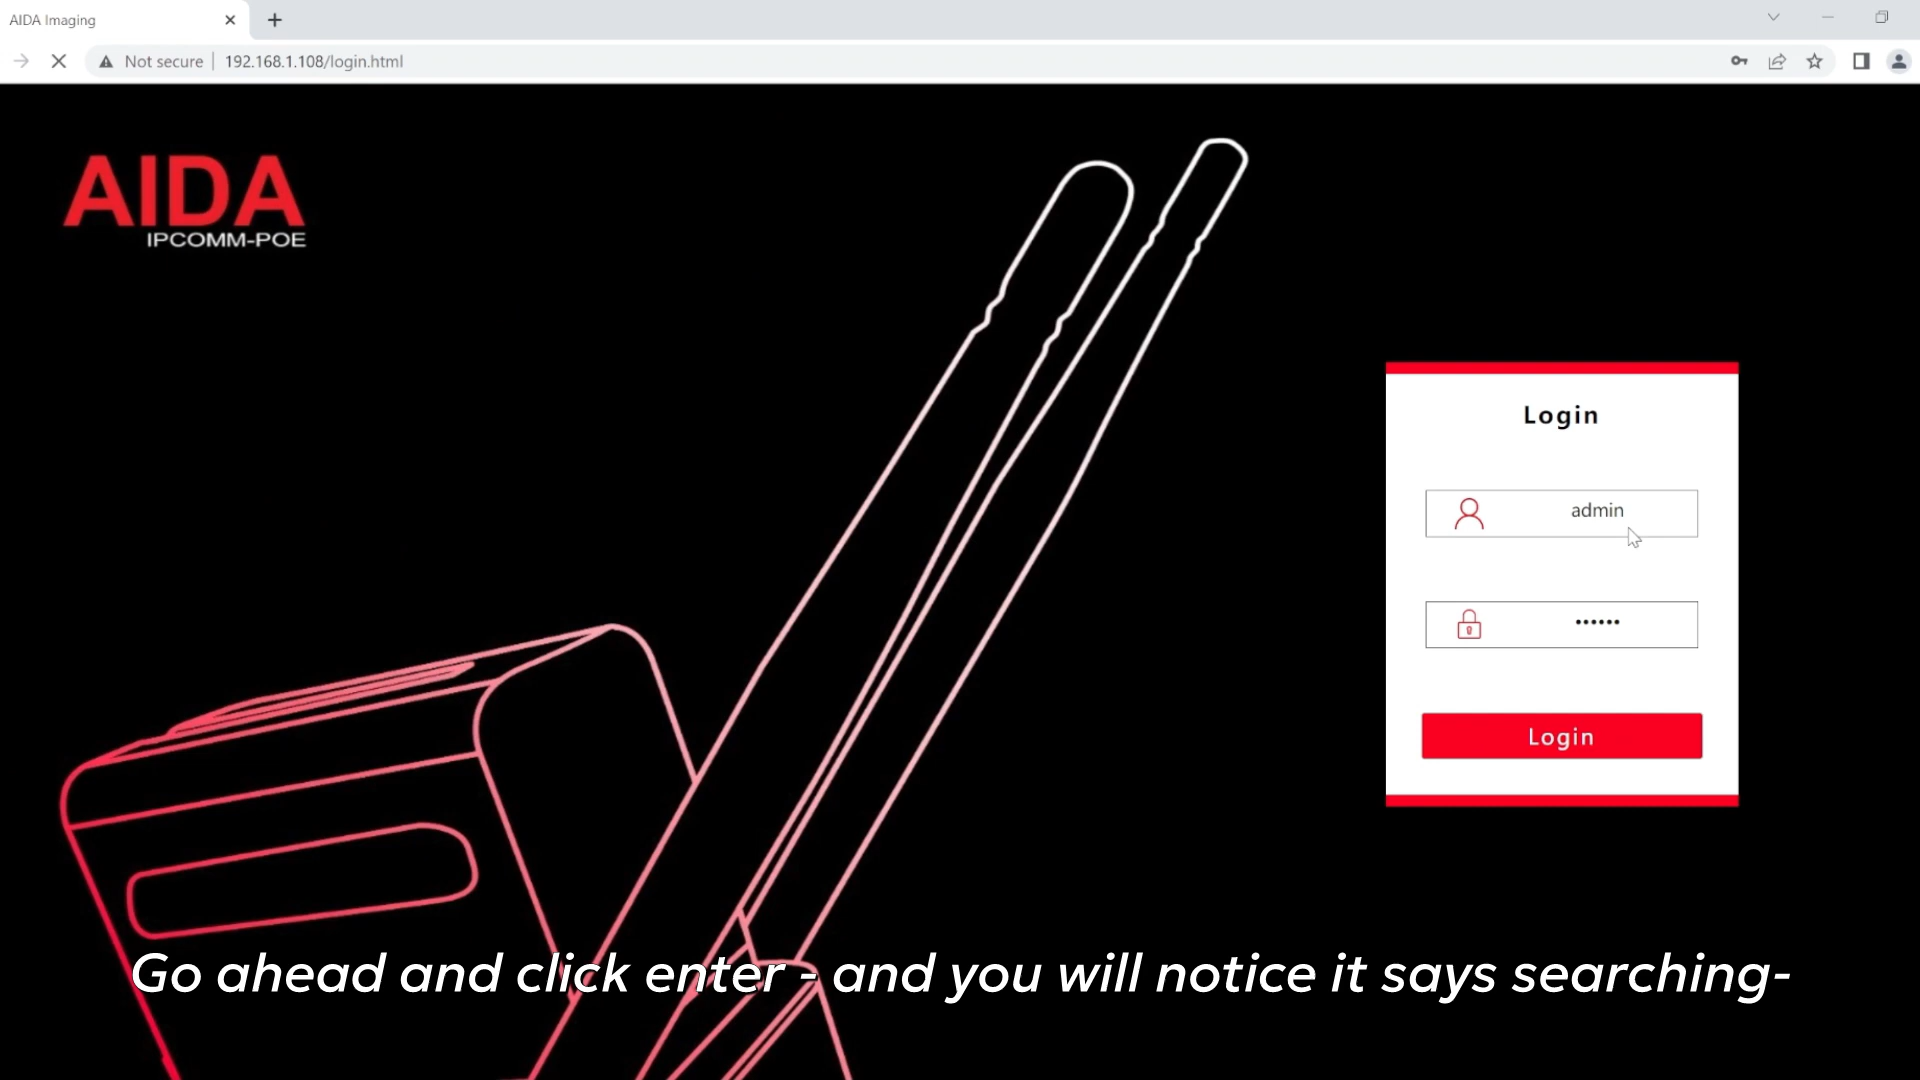 AIDA Imaging
Not secure
192.168.1.108/login.html
AIDA
IPCOMM-POE
Login
admin
••••••
Login
Go ahead and click enter - and you will notice it says searching-